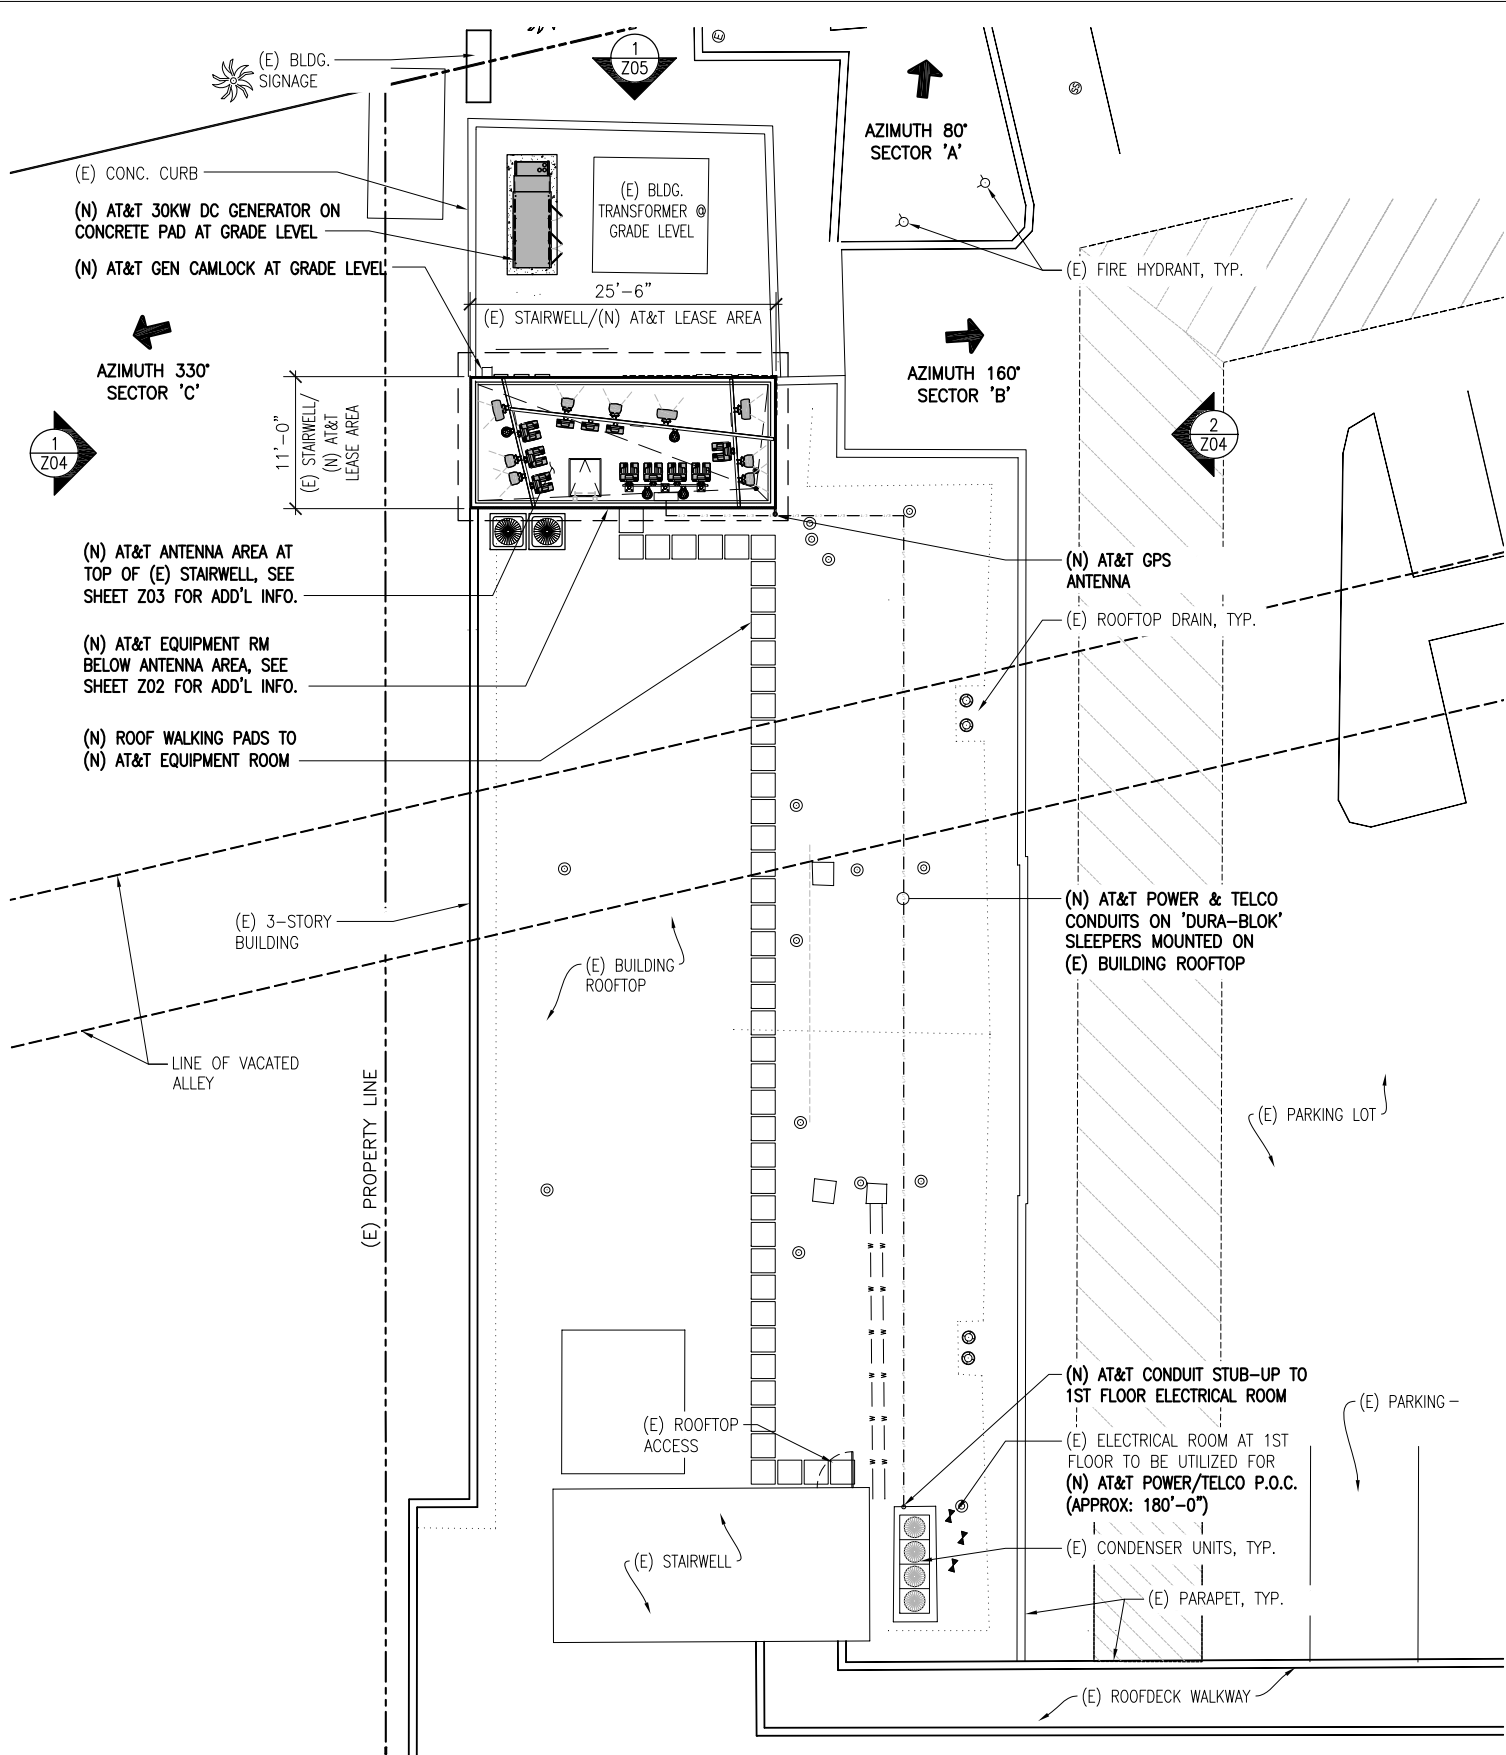 (E) BLDG.
SIGNAGE
1
Z05
AZIMUTH 80°
SECTOR 'A'
(E) CONC. CURB
(N) AT&T 30KW DC GENERATOR ON
CONCRETE PAD AT GRADE LEVEL
(N) AT&T GEN CAMLOCK AT GRADE LEVEL
(E) BLDG.
TRANSFORMER @
GRADE LEVEL
(E) FIRE HYDRANT, TYP.
25'-6"
(E) STAIRWELL/(N) AT&T LEASE AREA
AZIMUTH 330°
SECTOR 'C'
AZIMUTH 160°
SECTOR 'B'
1
Z04
2
Z04
11'-0"
(E) STAIRWELL/
(N) AT&T
LEASE AREA
(N) AT&T ANTENNA AREA AT
TOP OF (E) STAIRWELL, SEE
SHEET Z03 FOR ADD'L INFO.
(N) AT&T GPS
ANTENNA
(E) ROOFTOP DRAIN, TYP.
(N) AT&T EQUIPMENT RM
BELOW ANTENNA AREA, SEE
SHEET Z02 FOR ADD'L INFO.
(N) ROOF WALKING PADS TO
(N) AT&T EQUIPMENT ROOM
(E) 3-STORY
BUILDING
(N) AT&T POWER & TELCO
CONDUITS ON 'DURA-BLOK'
SLEEPERS MOUNTED ON
(E) BUILDING ROOFTOP
(E) BUILDING
ROOFTOP
LINE OF VACATED
ALLEY
(E) PROPERTY LINE
(E) PARKING LOT
(N) AT&T CONDUIT STUB-UP TO
1ST FLOOR ELECTRICAL ROOM
(E) PARKING
(E) ROOFTOP
ACCESS
(E) ELECTRICAL ROOM AT 1ST
FLOOR TO BE UTILIZED FOR
(N) AT&T POWER/TELCO P.O.C.
(APPROX: 180'-0")
(E) STAIRWELL
(E) CONDENSER UNITS, TYP.
(E) PARAPET, TYP.
(E) ROOFDECK WALKWAY